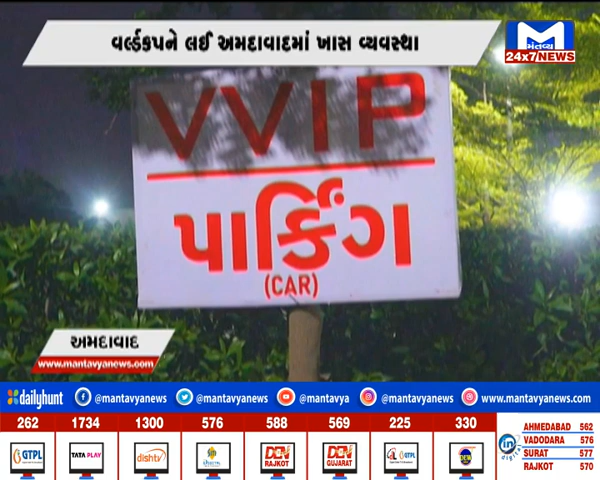 વર્લ્ડકપને લઈ અમદાવાદમાં ખાસ વ્યવસ્થા
મંતવ્ય
24x7NEWS
VVIP
પાર્કિંગ
(CAR)
અમદાવાદ
www.mantavyanews.com
dailyhunt @mantavyanews @mantavyanews @mantavya @mantavyanews www.mantavyanews.com
262 1734 1300 576 588 569 225 330
GTPL TATA PLAY dishtv DEN RAJKOT DEN GUJARAT
in digital
AHMEDABAD 562
VADODARA 576
SURAT 577
RAJKOT 570